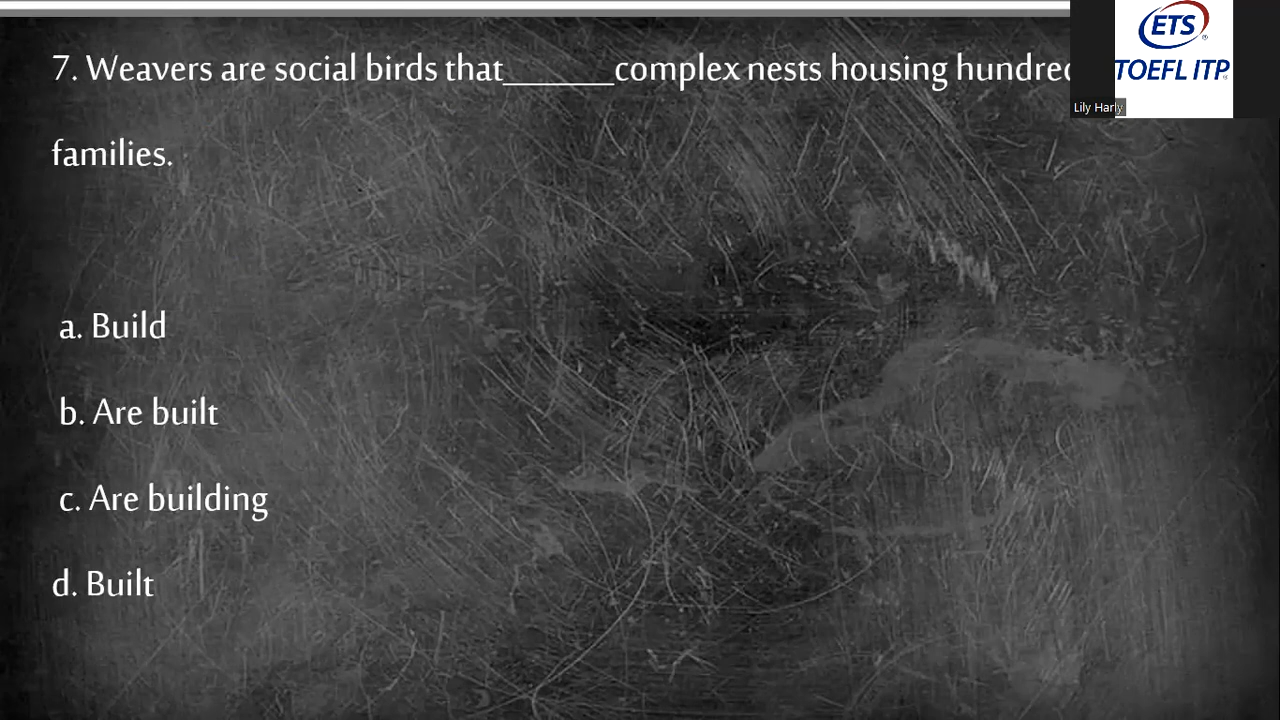 7. Weavers are social birds that_______complex nests housing
families.
a. Build
b. Are built
c. Are building
d. Built
ETS
TOEFL ITP
Lily Harly